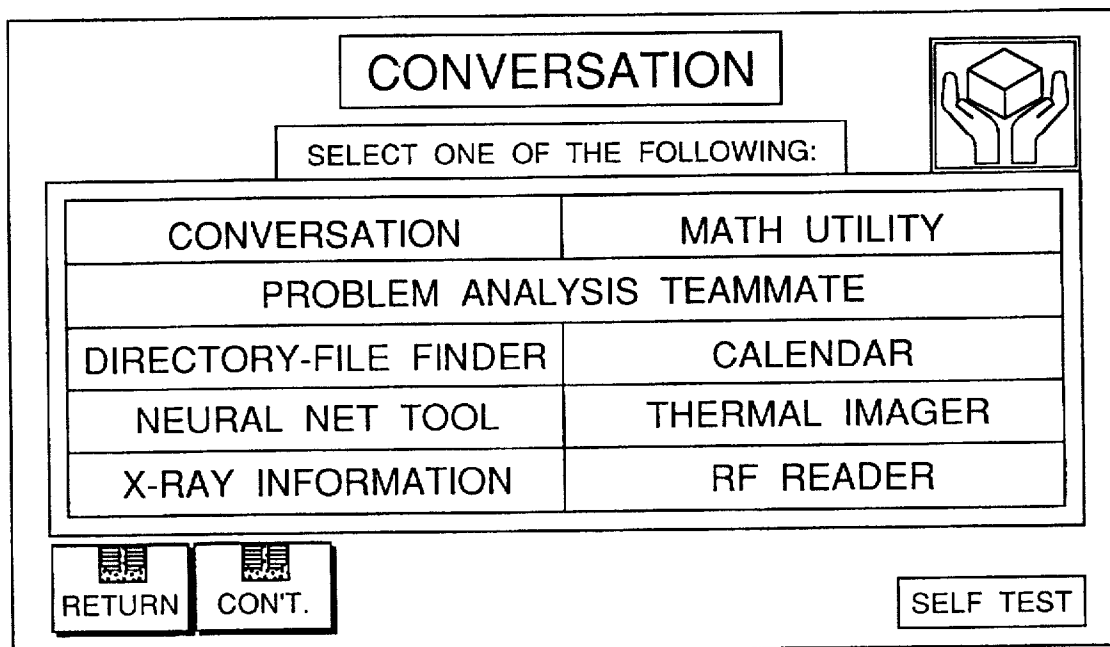 CONVERSATION
SELECT ONE OF THE FOLLOWING:
CONVERSATION MATH UTILITY
PROBLEM ANALYSIS TEAMMATE
DIRECTORY-FILE FINDER CALENDAR
NEURAL NET TOOL THERMAL IMAGER
X-RAY INFORMATION RF READER
RETURN CON'T. SELF TEST